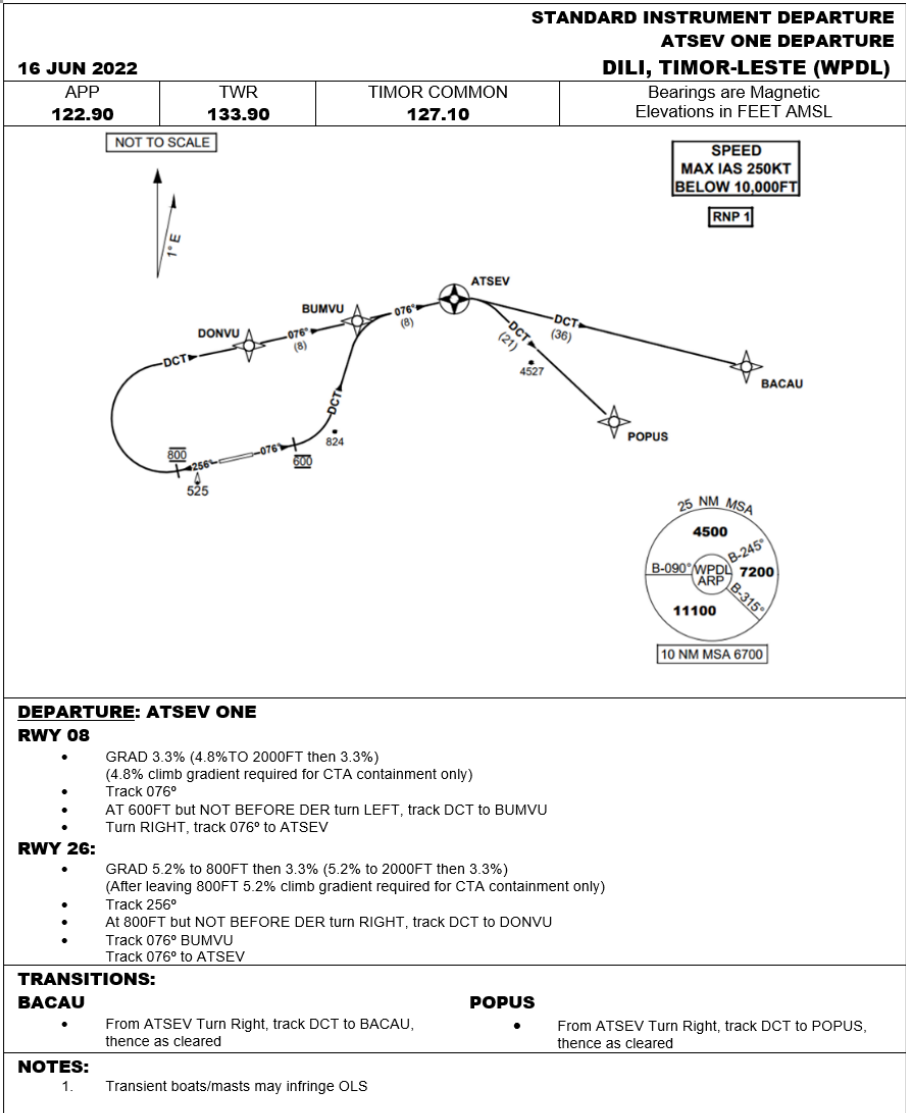 STANDARD INSTRUMENT DEPARTURE
ATSEV ONE DEPARTURE
16 JUN 2022
DILI, TIMOR-LESTE (WPDL)
APP
122.90
TWR
133.90
TIMOR COMMON
127.10
Bearings are Magnetic
Elevations in FEET AMSL
NOT TO SCALE
SPEED
MAX IAS 250KT
BELOW 10,000FT
RNP 1
1° E
ATSEV
BUMVU
076°
(8)
DONVU
076°
(8)
DCT
DCT
(36)
DCT
(21)
4527
BACAU
DCT
POPUS
824
800
256°
076°
600
525
25 NM MSA
4500
B-245°
B-090°
WPDL
ARP
7200
B-315°
11100
10 NM MSA 6700
DEPARTURE: ATSEV ONE
RWY 08
• GRAD 3.3% (4.8%TO 2000FT then 3.3%)
(4.8% climb gradient required for CTA containment only)
• Track 076º
• AT 600FT but NOT BEFORE DER turn LEFT, track DCT to BUMVU
• Turn RIGHT, track 076º to ATSEV
RWY 26:
• GRAD 5.2% to 800FT then 3.3% (5.2% to 2000FT then 3.3%)
(After leaving 800FT 5.2% climb gradient required for CTA containment only)
• Track 256º
• At 800FT but NOT BEFORE DER turn RIGHT, track DCT to DONVU
• Track 076º BUMVU
Track 076º to ATSEV
TRANSITIONS:
BACAU
• From ATSEV Turn Right, track DCT to BACAU,
thence as cleared
POPUS
• From ATSEV Turn Right, track DCT to POPUS,
thence as cleared
NOTES:
1. Transient boats/masts may infringe OLS